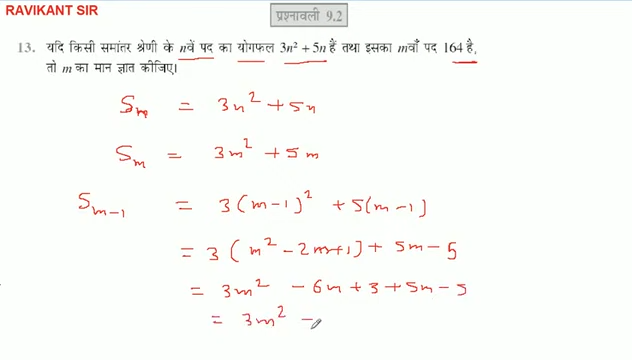 RAVIKANT SIR
प्रश्नावली 9.2
13. यदि किसी समांतर श्रेणी के nवें पद का योगफल 3n² + 5n हैं तथा इसका mवाँ पद 164 है,
तो m का मान ज्ञात कीजिए।
Sₙ = 3n² + 5n
Sₘ = 3m² + 5m
Sₘ₋₁ = 3(m-1)² + 5(m-1)
= 3(m² - 2m+1) + 5m - 5
= 3m² - 6m + 3 + 5m - 5
= 3m² -